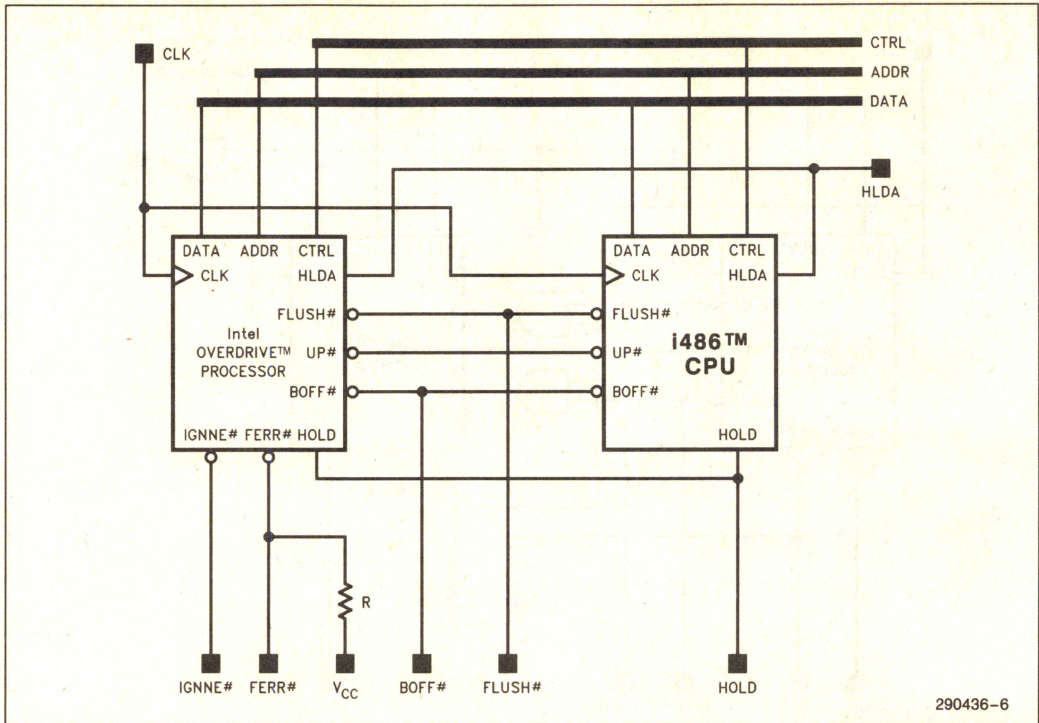 CLK
CTRL
ADDR
DATA
HLDA
DATA ADDR CTRL
CLK
HLDA
FLUSH#
Intel
OVERDRIVE™
PROCESSOR
UP#
BOFF#
IGNNE# FERR# HOLD
DATA ADDR CTRL
CLK
HLDA
FLUSH#
i486™
CPU
UP#
BOFF#
HOLD
R
IGNNE# FERR# VCC BOFF# FLUSH# HOLD
290436-6